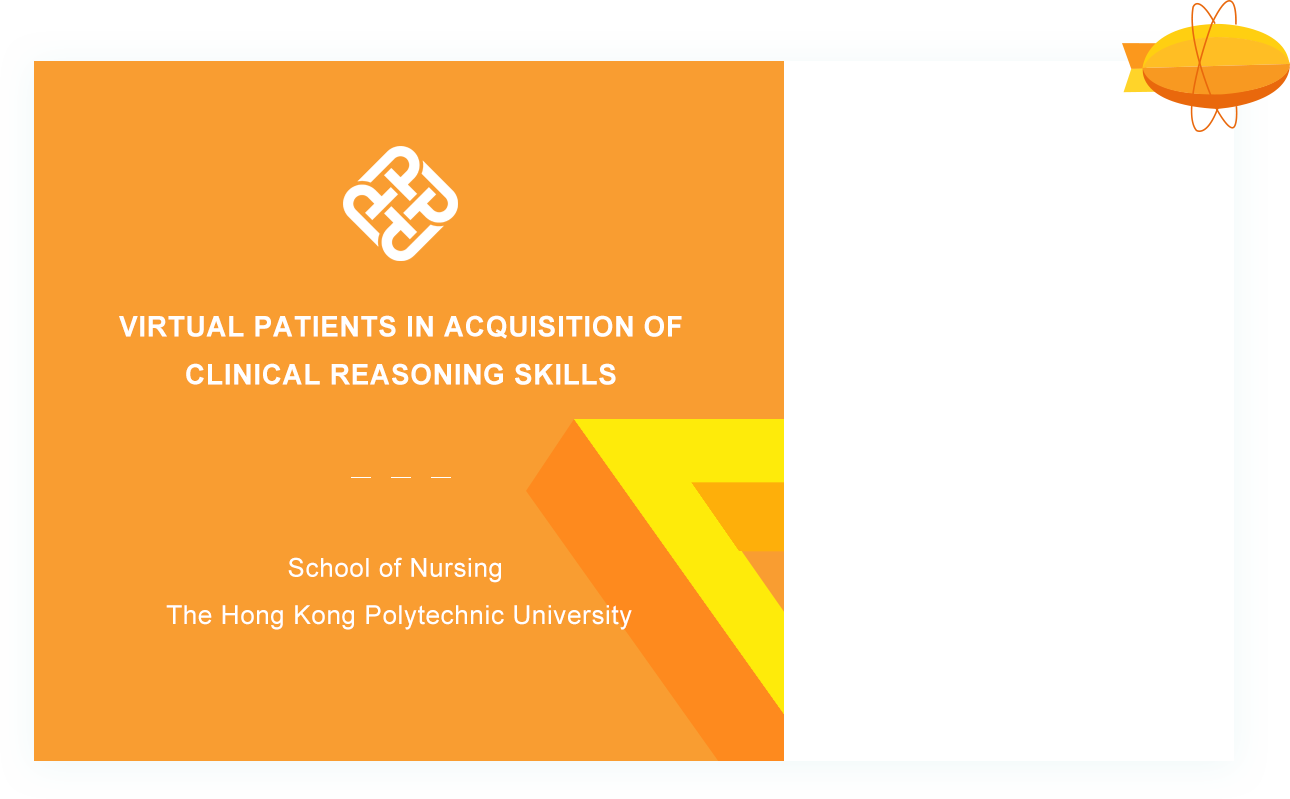 VIRTUAL PATIENTS IN ACQUISITION OF
CLINICAL REASONING SKILLS
School of Nursing
The Hong Kong Polytechnic University